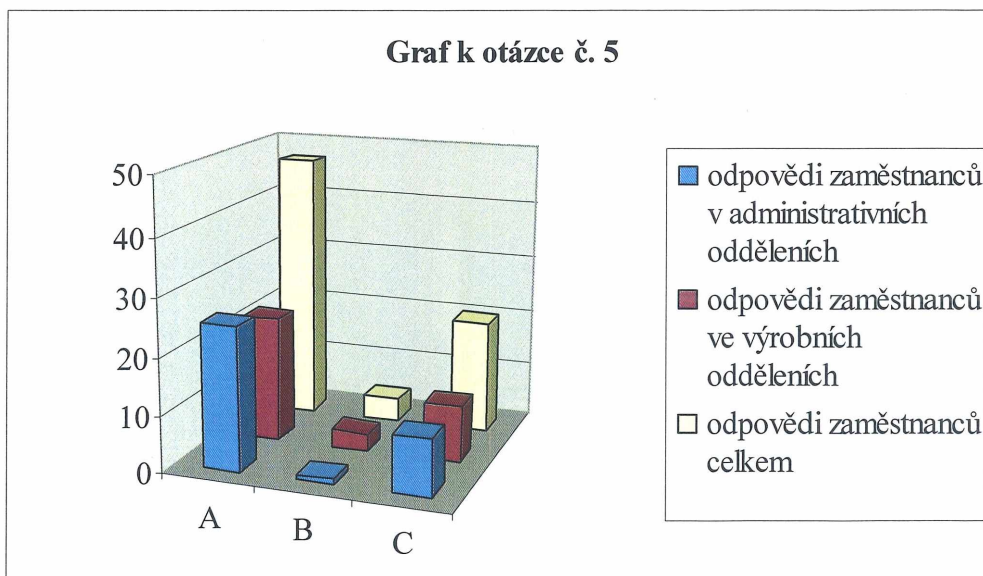 Graf k otázce č. 5
50
40
30
20
10
0
A
B
C
odpovědi zaměstnanců
v administrativních
odděleních
odpovědi zaměstnanců
ve výrobních
odděleních
odpovědi zaměstnanců
celkem